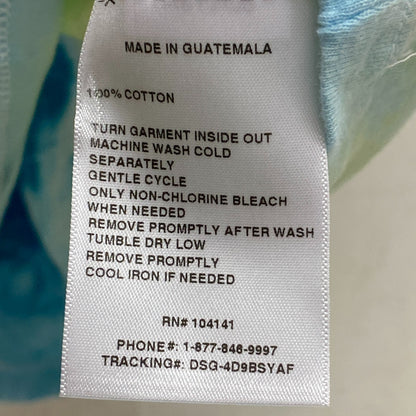 MADE IN GUATEMALA
100% COTTON
TURN GARMENT INSIDE OUT
MACHINE WASH COLD
SEPARATELY
GENTLE CYCLE
ONLY NON-CHLORINE BLEACH
WHEN NEEDED
REMOVE PROMPTLY AFTER WASH
TUMBLE DRY LOW
REMOVE PROMPTLY
COOL IRON IF NEEDED
RN# 104141
PHONE#: 1-877-846-9997
TRACKING#: DSG-4D9BSYAF